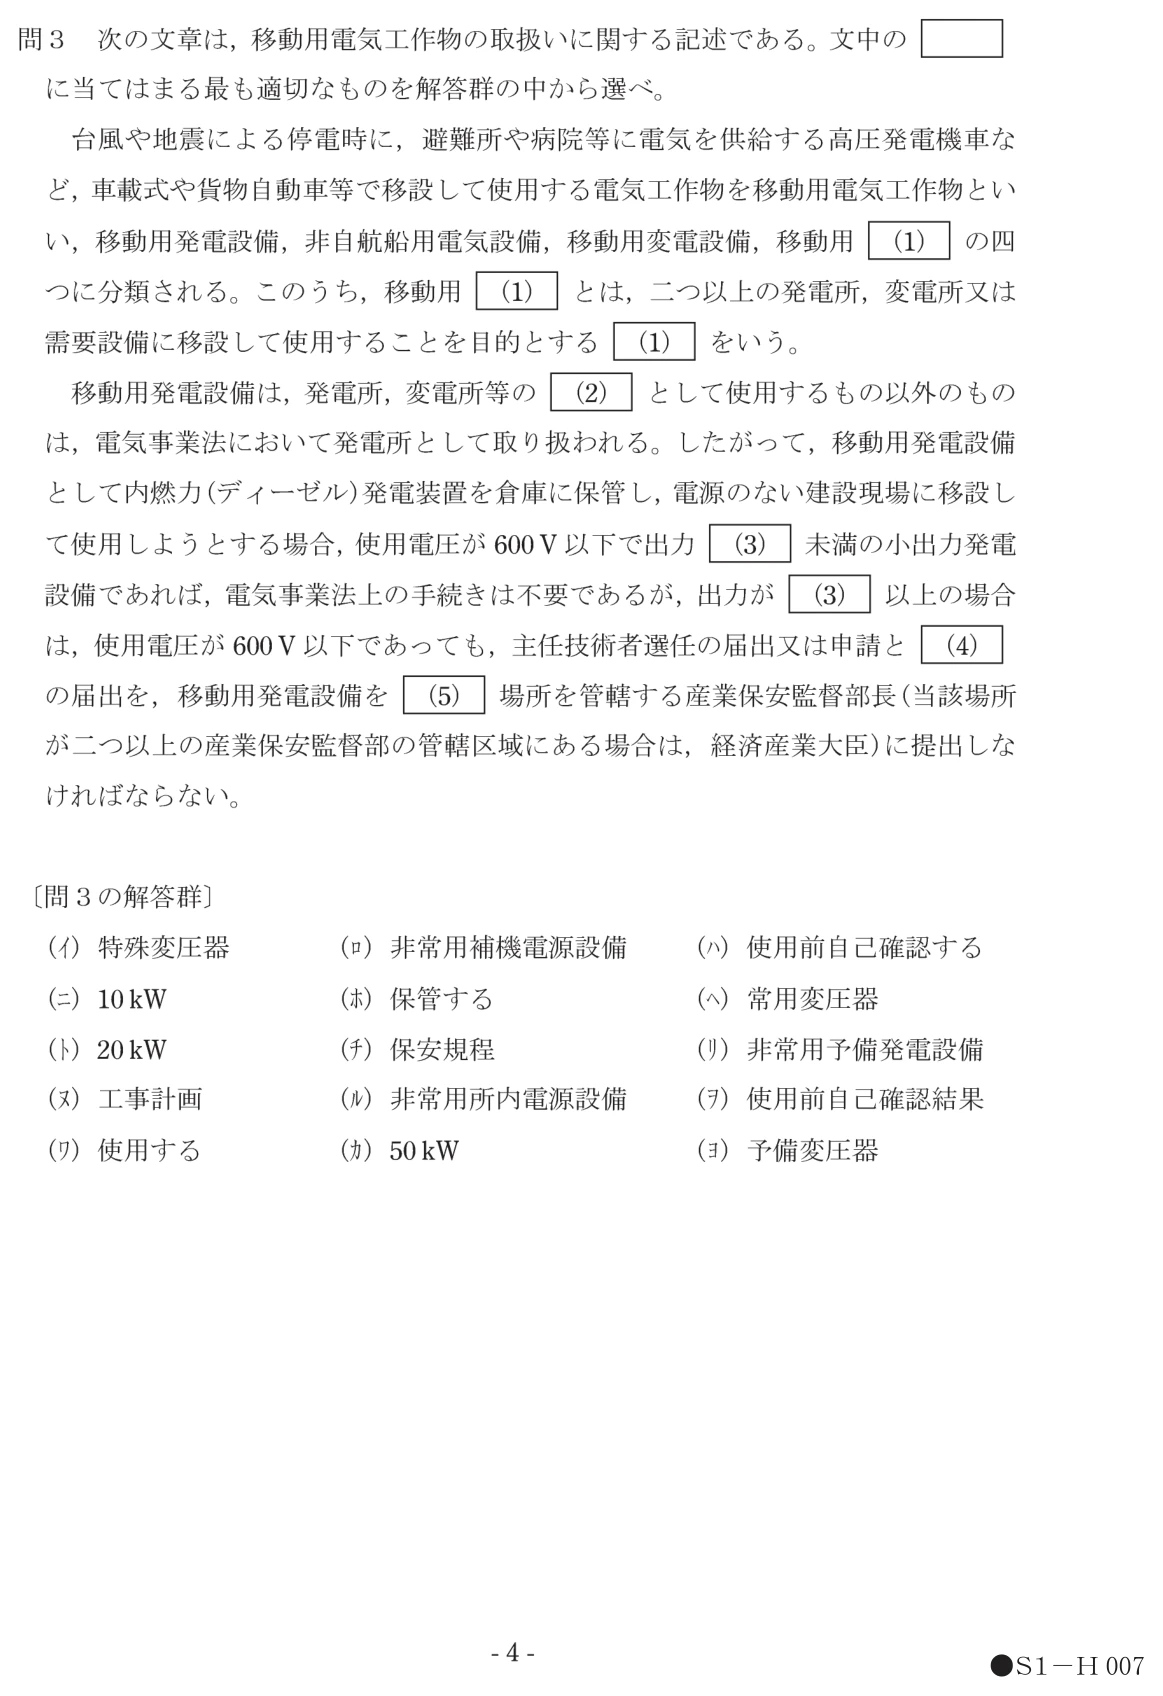 問３　次の文章は，移動用電気工作物の取扱いに関する記述である。文中の
に当てはまる最も適切なものを解答群の中から選べ。
台風や地震による停電時に，避難所や病院等に電気を供給する高圧発電機車な
ど，車載式や貨物自動車等で移設して使用する電気工作物を移動用電気工作物とい
い，移動用発電設備，非自航船用電気設備，移動用変電設備，移動用 (1) の四
つに分類される。このうち，移動用 (1) とは，二つ以上の発電所，変電所又は
需要設備に移設して使用することを目的とする (1) をいう。
移動用発電設備は，発電所，変電所等の (2) として使用するもの以外のもの
は，電気事業法において発電所として取り扱われる。したがって，移動用発電設備
として内燃力(ディーゼル)発電装置を倉庫に保管し，電源のない建設現場に移設し
て使用しようとする場合，使用電圧が 600 V 以下で出力 (3) 未満の小出力発電
設備であれば，電気事業法上の手続きは不要であるが，出力が (3) 以上の場合
は，使用電圧が 600 V 以下であっても，主任技術者選任の届出又は申請と (4)
の届出を，移動用発電設備を (5) 場所を管轄する産業保安監督部長(当該場所
が二つ以上の産業保安監督部の管轄区域にある場合は，経済産業大臣)に提出しな
ければならない。
〔問３の解答群〕
(ｲ) 特殊変圧器　(ﾛ) 非常用補機電源設備　(ﾊ) 使用前自己確認する
(ﾆ) 10 kW　(ﾎ) 保管する　(ﾍ) 常用変圧器
(ﾄ) 20 kW　(ﾁ) 保安規程　(ﾘ) 非常用予備発電設備
(ﾇ) 工事計画　(ﾙ) 非常用所内電源設備　(ｦ) 使用前自己確認結果
(ﾜ) 使用する　(ｶ) 50 kW　(ﾖ) 予備変圧器
- 4 -
●S1－H 007